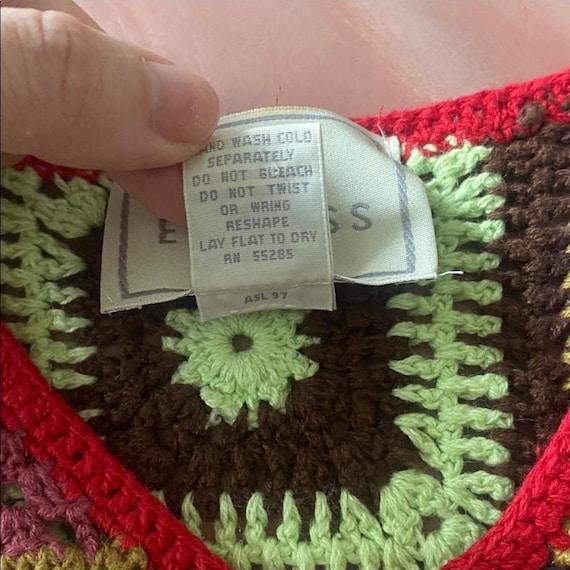 WASH COLD
SEPARATELY
DO NOT BLEACH
DO NOT TWIST
OR WRING
RESHAPE
LAY FLAT TO DRY
RN 55285
ASL 97